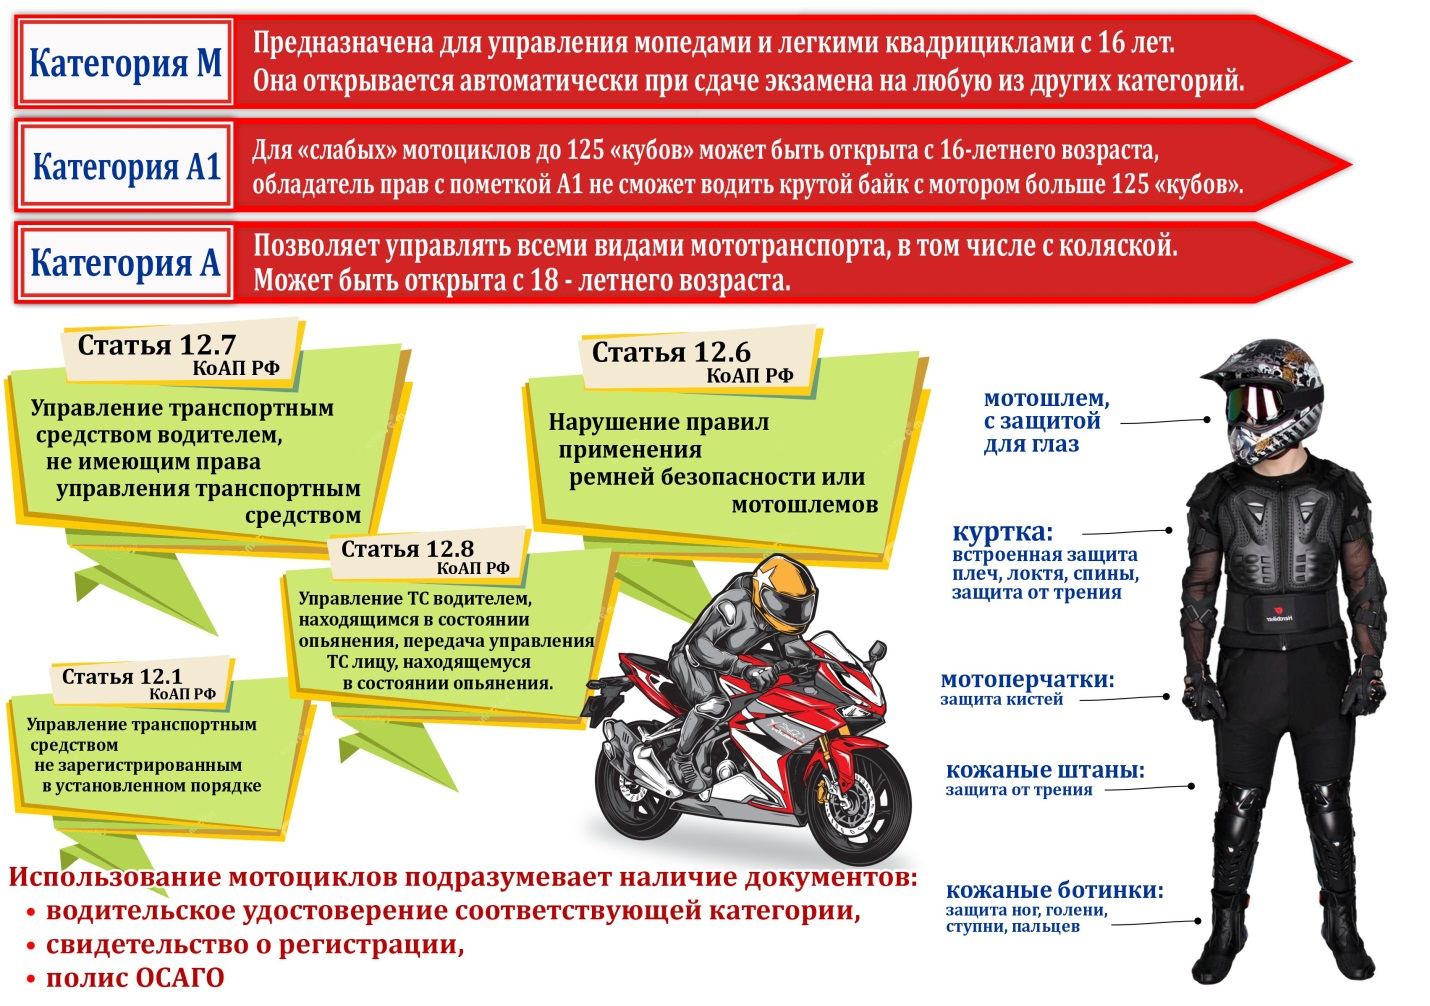 Категория М
Предназначена для управления мопедами и легкими квадрициклами с 16 лет.
Она открывается автоматически при сдаче экзамена на любую из других категорий.
Категория А1
Для «слабых» мотоциклов до 125 «кубов» может быть открыта с 16-летнего возраста,
обладатель прав с пометкой А1 не сможет водить крутой байк с мотором больше 125 «кубов».
Категория А
Позволяет управлять всеми видами мототранспорта, в том числе с коляской.
Может быть открыта с 18 - летнего возраста.
Статья 12.7
КоАП РФ
Управление транспортным
средством водителем,
не имеющим права
управления транспортным
средством
Статья 12.6
КоАП РФ
Нарушение правил
применения
ремней безопасности или
мотошлемов
Статья 12.8
КоАП РФ
Управление ТС водителем,
находящимся в состоянии
опьянения, передача управления
ТС лицу, находящемуся
в состоянии опьянения.
Статья 12.1
КоАП РФ
Управление транспортным
средством
не зарегистрированным
в установленном порядке
Использование мотоциклов подразумевает наличие документов:
• водительское удостоверение соответствующей категории,
• свидетельство о регистрации,
• полис ОСАГО
мотошлем,
с защитой
для глаз
куртка:
встроенная защита
плеч, локтя, спины,
защита от трения
мотоперчатки:
защита кистей
кожаные штаны:
защита от трения
кожаные ботинки:
защита ног, голени,
ступни, пальцев